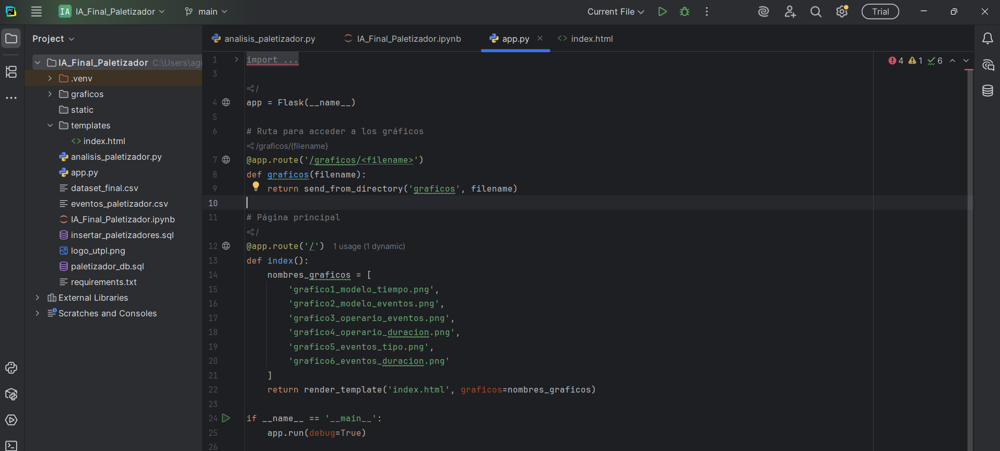 PC
IA
IA_Final_Paletizador
main
Current File
Trial
Project
analisis_paletizador.py
IA_Final_Paletizador.ipynb
app.py
index.html
IA_Final_Paletizador C:\Users\agu
.venv
graficos
static
templates
index.html
analisis_paletizador.py
app.py
dataset_final.csv
eventos_paletizador.csv
IA_Final_Paletizador.ipynb
insertar_paletizadores.sql
logo_utpl.png
paletizador_db.sql
requirements.txt
External Libraries
Scratches and Consoles
4 1 6
1 import ...
3
/
4 app = Flask(__name__)
5
6 # Ruta para acceder a los gráficos
/graficos/{filename}
7 @app.route('/graficos/<filename>')
8 def graficos(filename):
9 return send_from_directory('graficos', filename)
10
11 # Página principal
/
12 @app.route('/') 1 usage (1 dynamic)
13 def index():
14 nombres_graficos = [
15 'grafico1_modelo_tiempo.png',
16 'grafico2_modelo_eventos.png',
17 'grafico3_operario_eventos.png',
18 'grafico4_operario_duracion.png',
19 'grafico5_eventos_tipo.png',
20 'grafico6_eventos_duracion.png'
21 ]
22 return render_template('index.html', graficos=nombres_graficos)
23
24 if __name__ == '__main__':
25 app.run(debug=True)
26